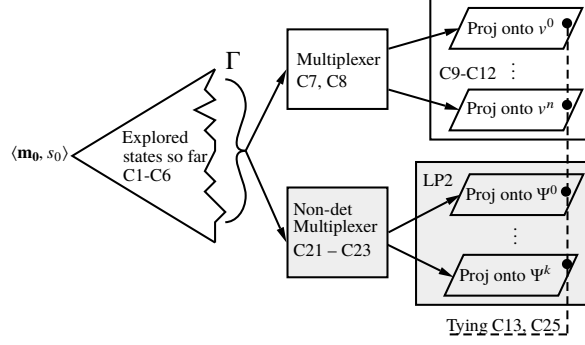 Γ
⟨m₀, s₀⟩
Explored
states so far
C1-C6
Multiplexer
C7, C8
Proj onto v⁰
C9-C12 ⋮
Proj onto vⁿ
Non-det
Multiplexer
C21 – C23
LP2
Proj onto Ψ⁰
⋮
Proj onto Ψᵏ
Tying C13, C25